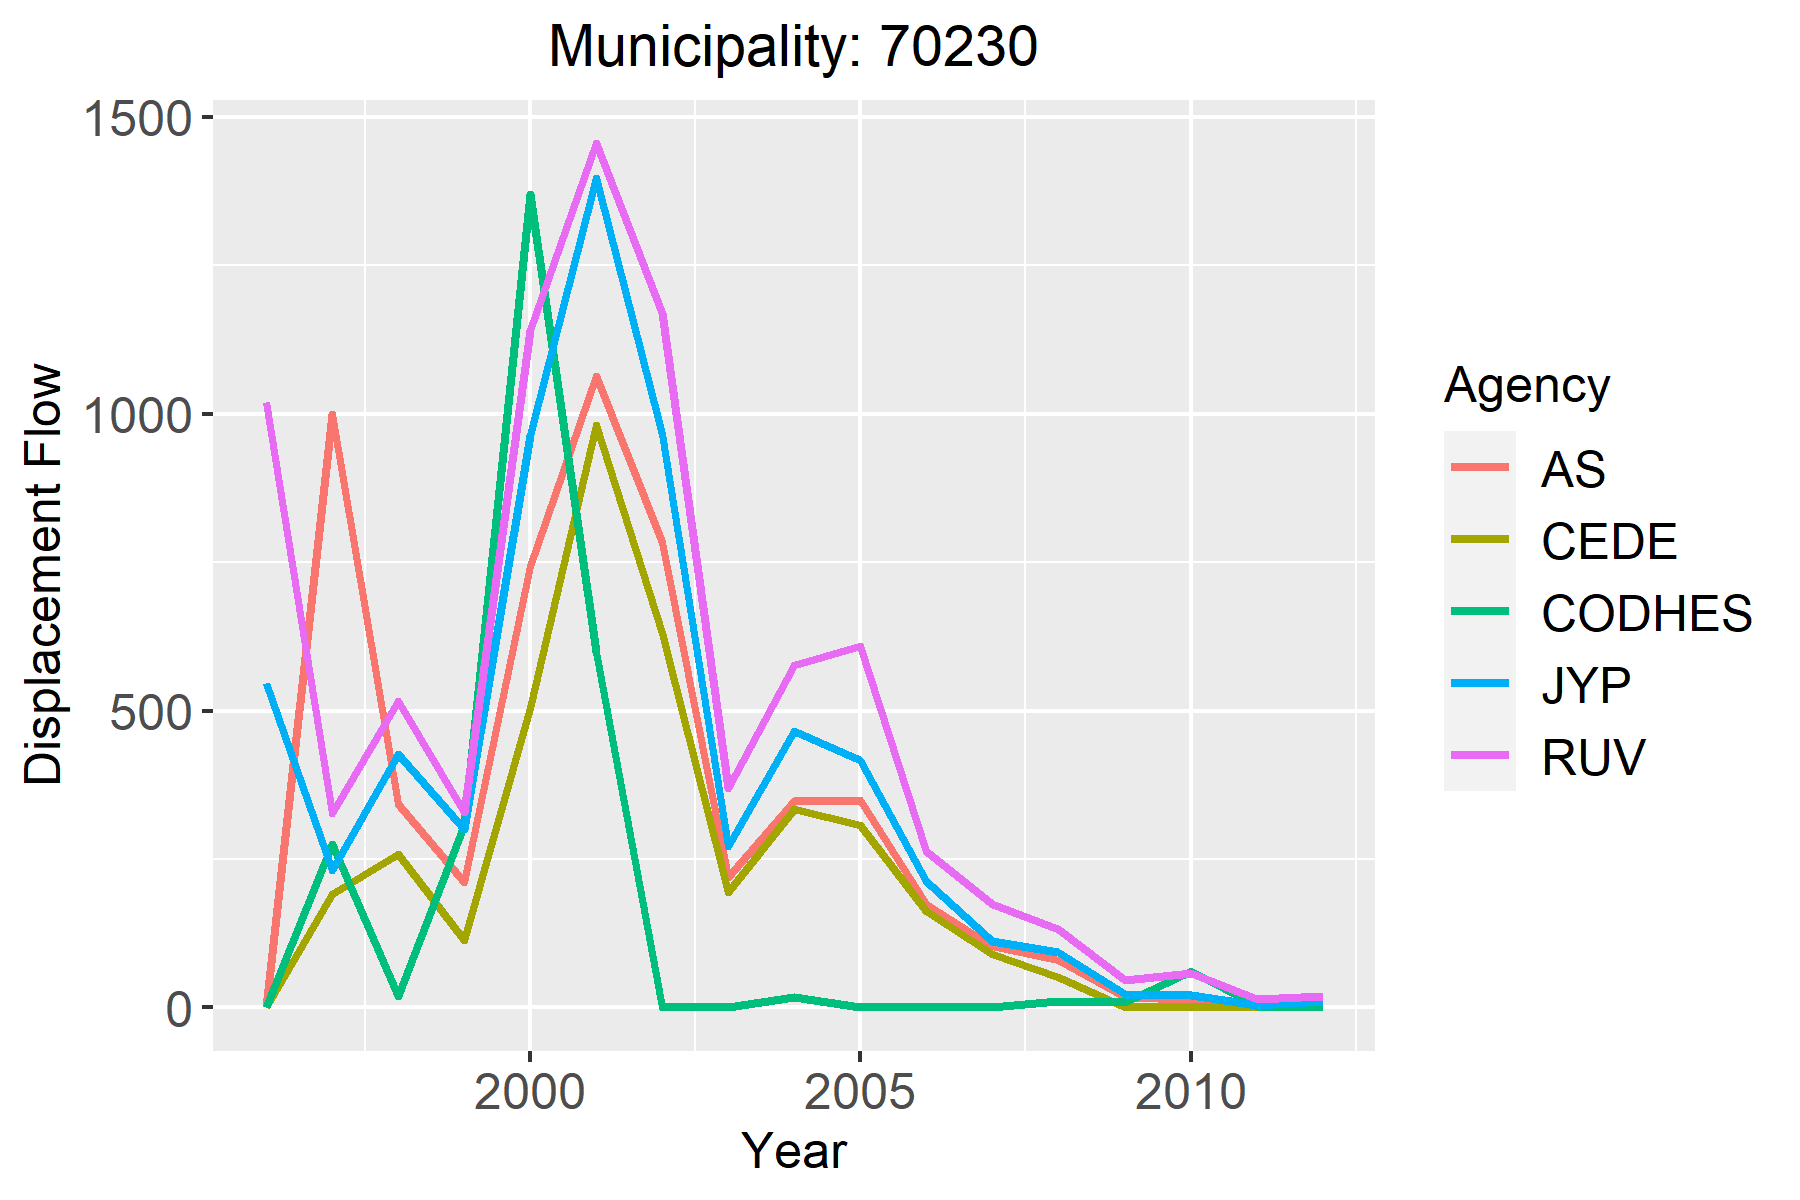 Municipality: 70230
1500
1000
500
0
Displacement Flow
2000
2005
2010
Year
Agency
AS
CEDE
CODHES
JYP
RUV